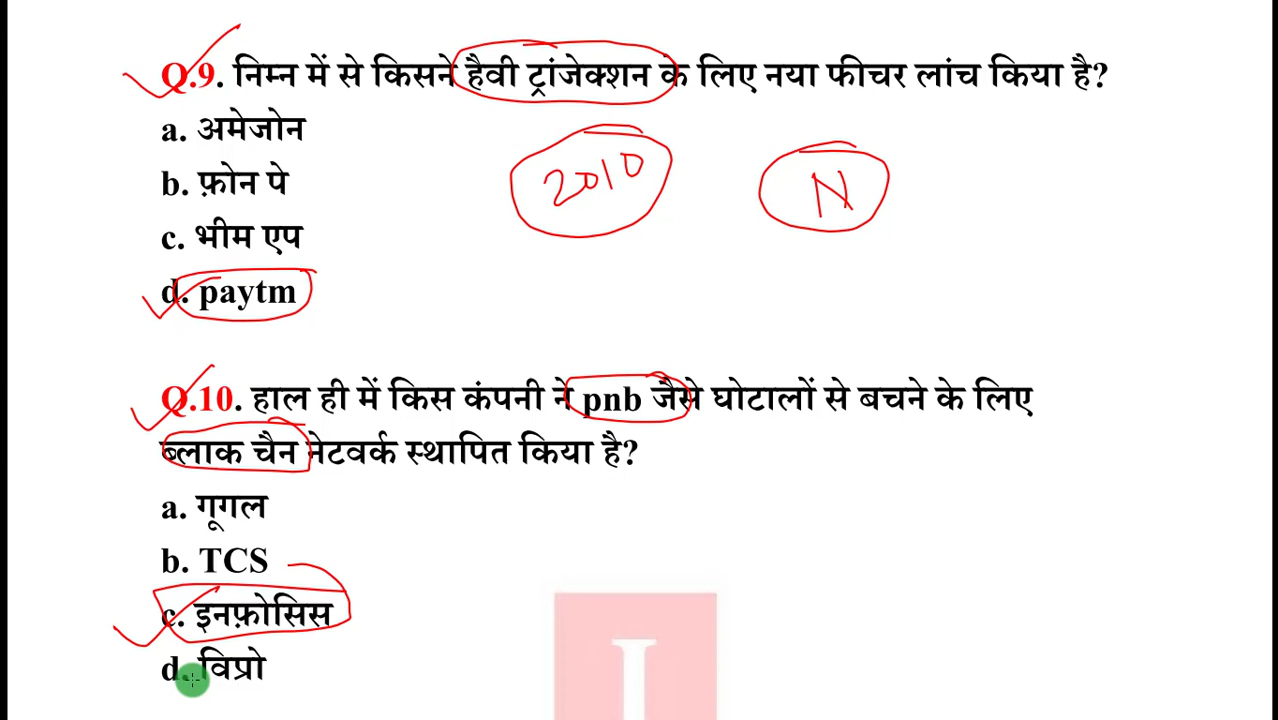 Q.9. निम्न में से किसने हैवी ट्रांजेक्शन के लिए नया फीचर लांच किया है?
a. अमेजोन
b. फ़ोन पे
c. भीम एप
d. paytm
2010
N
Q.10. हाल ही में किस कंपनी ने pnb जैसे घोटालों से बचने के लिए
ब्लाक चैन नेटवर्क स्थापित किया है?
a. गूगल
b. TCS
c. इनफ़ोसिस
d. विप्रो
I